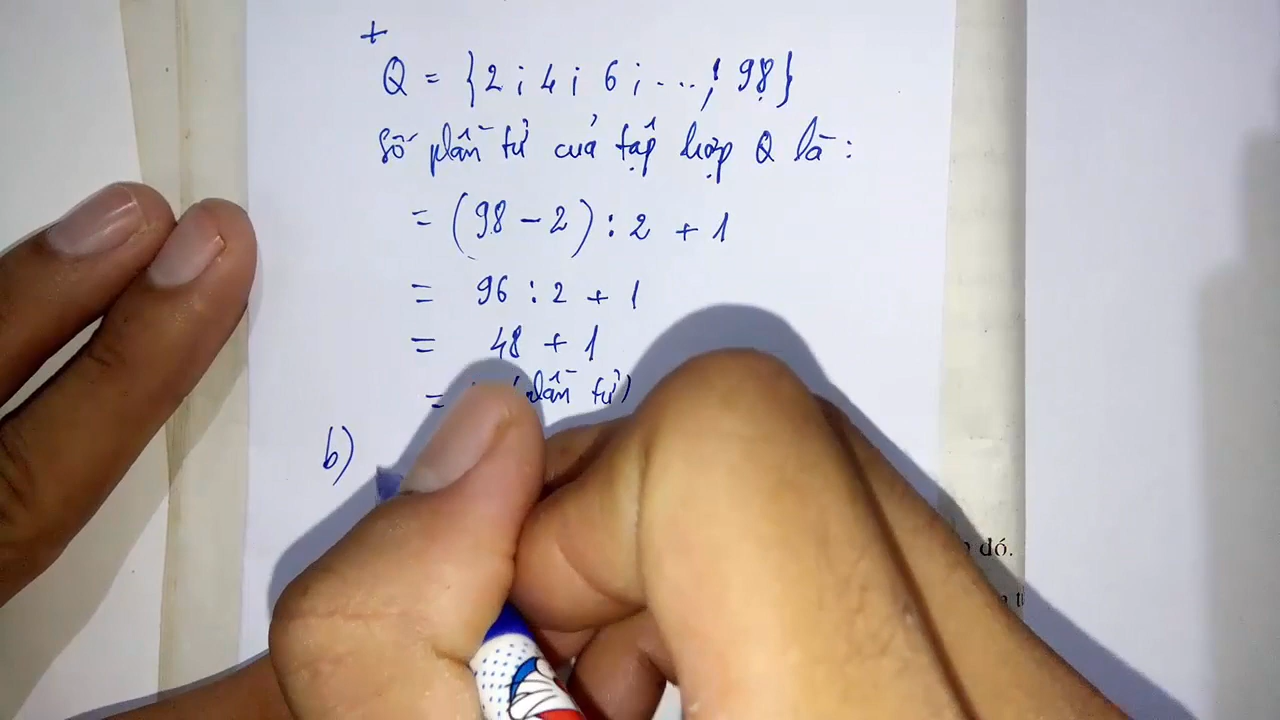 +
Q = {2 ; 4 ; 6 ; ... ; 98}
Số phần tử của tập hợp Q là :
= (98 - 2) : 2 + 1
= 96 : 2 + 1
= 48 + 1
= phần tử)
b)
đó.